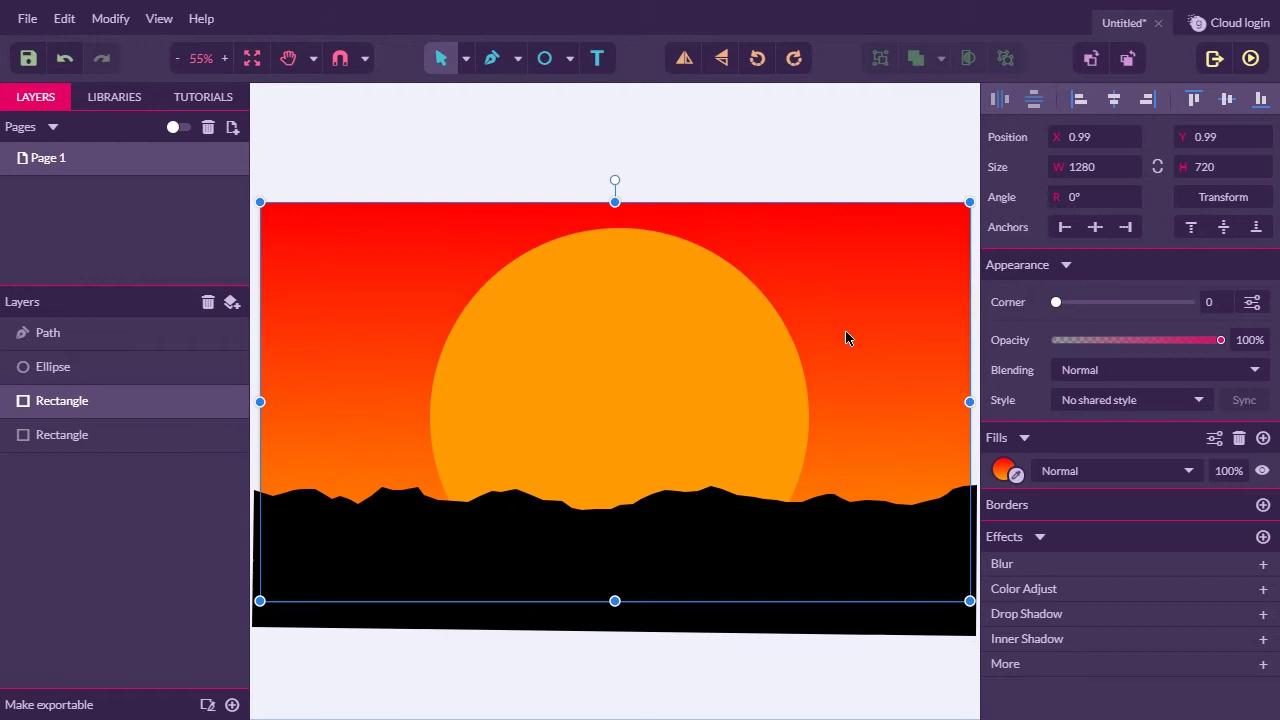 File Edit Modify View Help
Untitled* Cloud login
- 55% +
LAYERS LIBRARIES TUTORIALS
Pages
Page 1
Layers
Path
Ellipse
Rectangle
Rectangle
Make exportable
Position X 0.99 Y 0.99
Size W 1280 H 720
Angle R 0° Transform
Anchors
Appearance
Corner 0
Opacity 100%
Blending Normal
Style No shared style Sync
Fills
Normal 100%
Borders
Effects
Blur +
Color Adjust +
Drop Shadow +
Inner Shadow +
More +